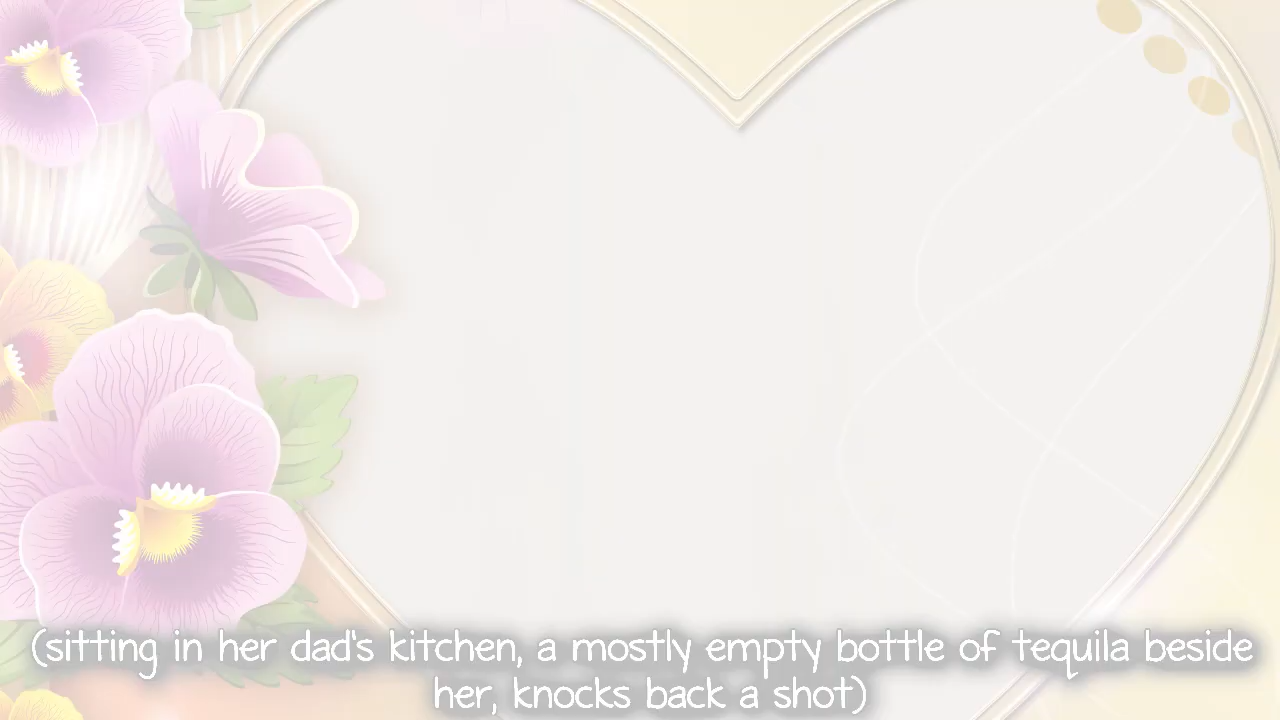 (sitting in her dad's kitchen, a mostly empty bottle of tequila beside
her, knocks back a shot)